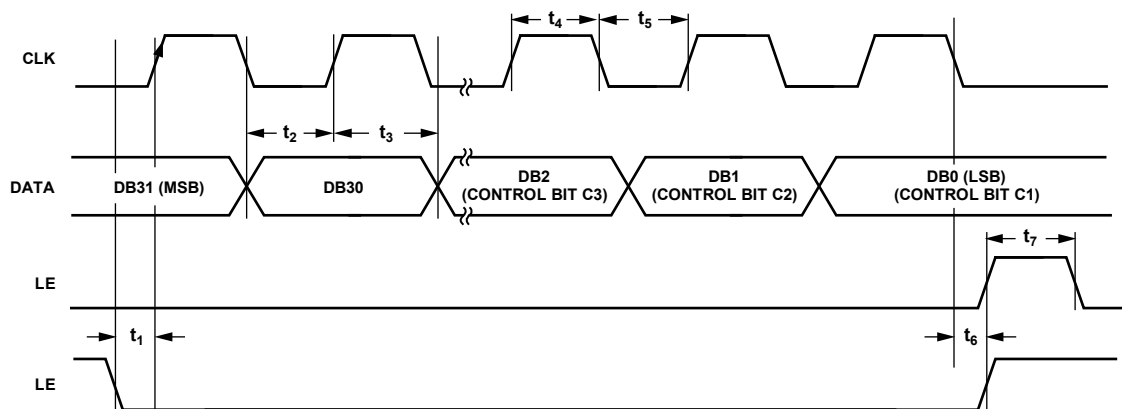 t4
t5
CLK
t2
t3
DATA
DB31 (MSB)
DB30
DB2
(CONTROL BIT C3)
DB1
(CONTROL BIT C2)
DB0 (LSB)
(CONTROL BIT C1)
t7
LE
t1
t6
LE